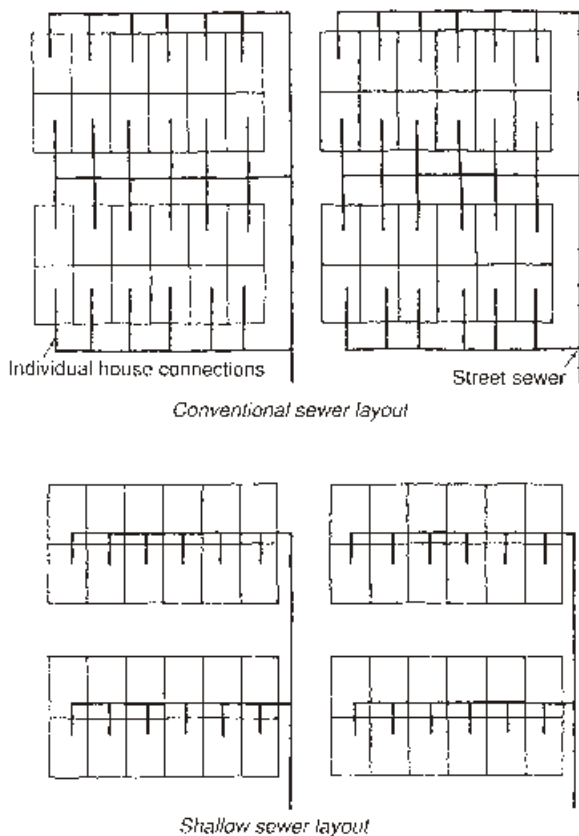 Individual house connections
Street sewer
Conventional sewer layout
Shallow sewer layout